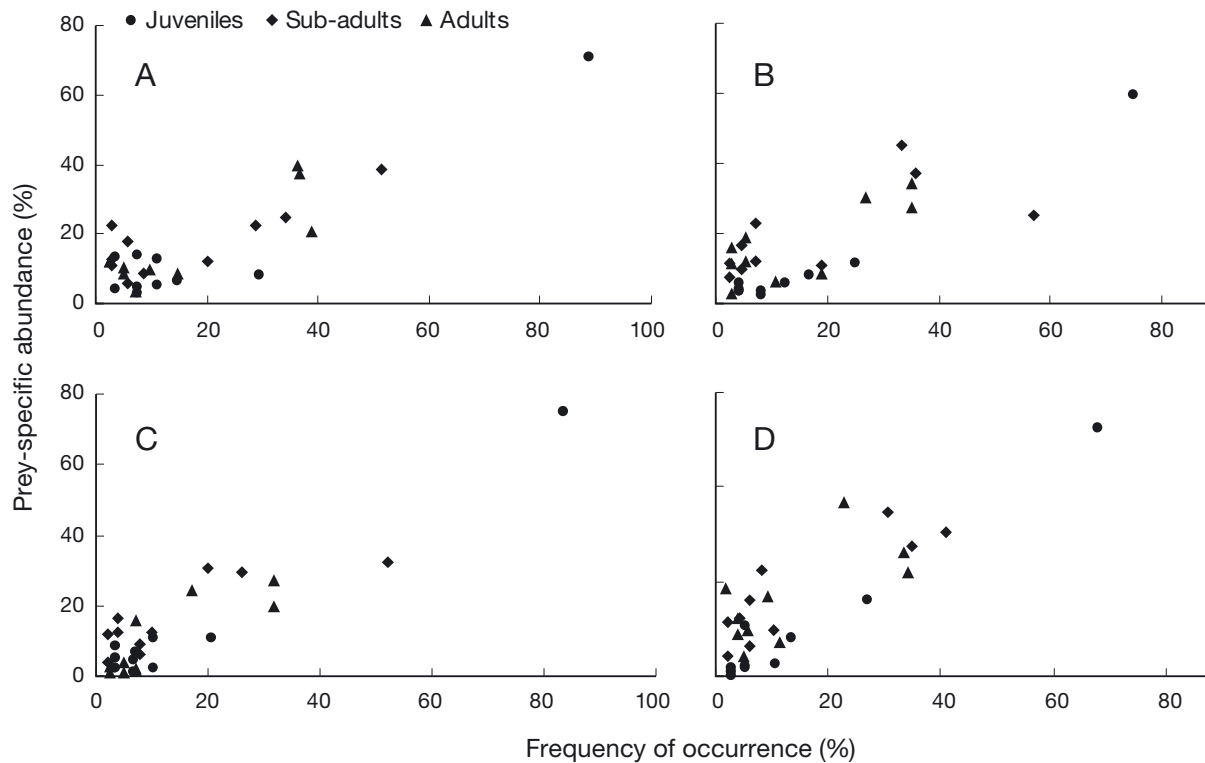 ● Juveniles ◆ Sub-adults ▲ Adults
80
60
40
20
0
A
B
0 20 40 60 80 100
0 20 40 60 80
80
60
40
20
0
C
D
0 20 40 60 80 100
0 20 40 60 80
Prey-specific abundance (%)
Frequency of occurrence (%)